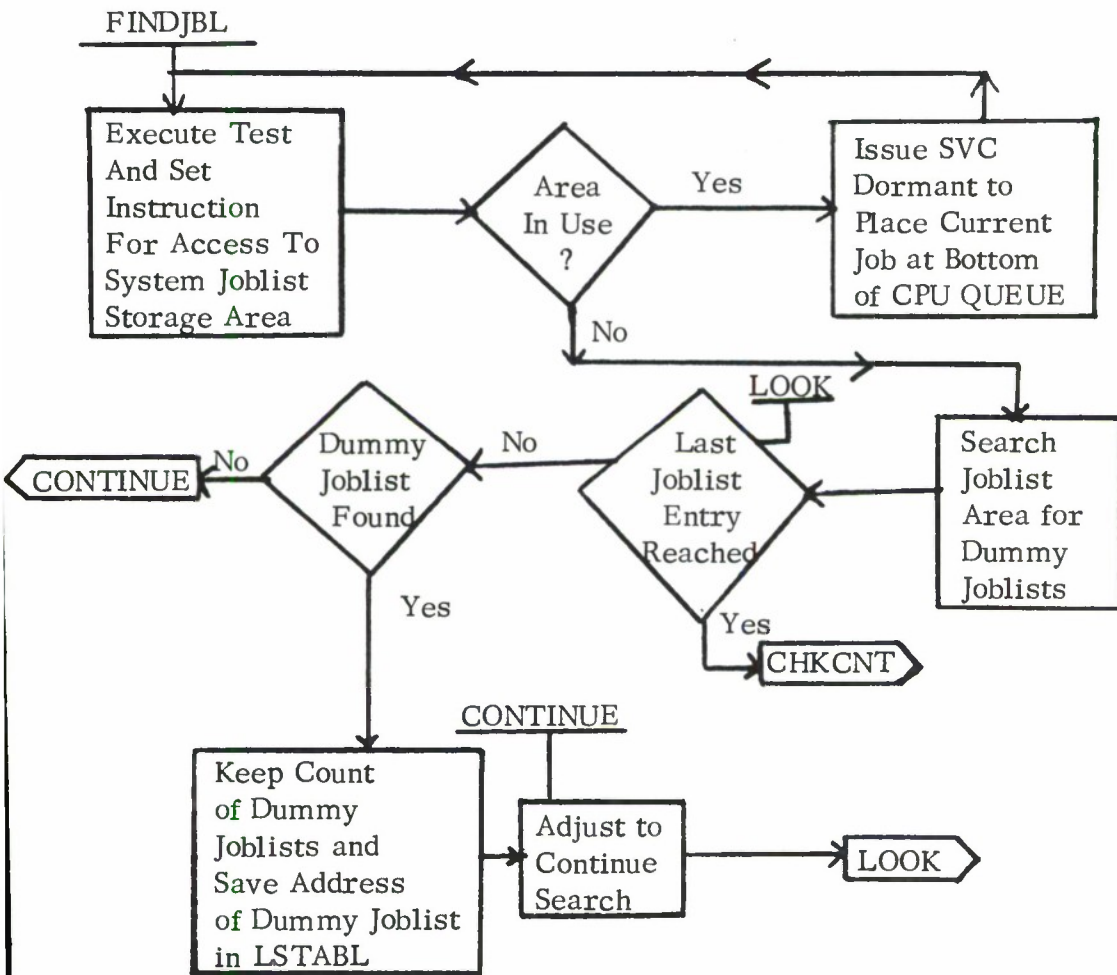 FINDJBL
Execute Test
And Set
Instruction
For Access To
System Joblist
Storage Area
Area
In Use
?
Yes
Issue SVC
Dormant to
Place Current
Job at Bottom
of CPU QUEUE
No
LOOK
Search
Joblist
Area for
Dummy
Joblists
Last
Joblist
Entry
Reached
No
Yes
CHKCNT
Dummy
Joblist
Found
No
CONTINUE
Yes
Keep Count
of Dummy
Joblists and
Save Address
of Dummy Joblist
in LSTABL
CONTINUE
Adjust to
Continue
Search
LOOK